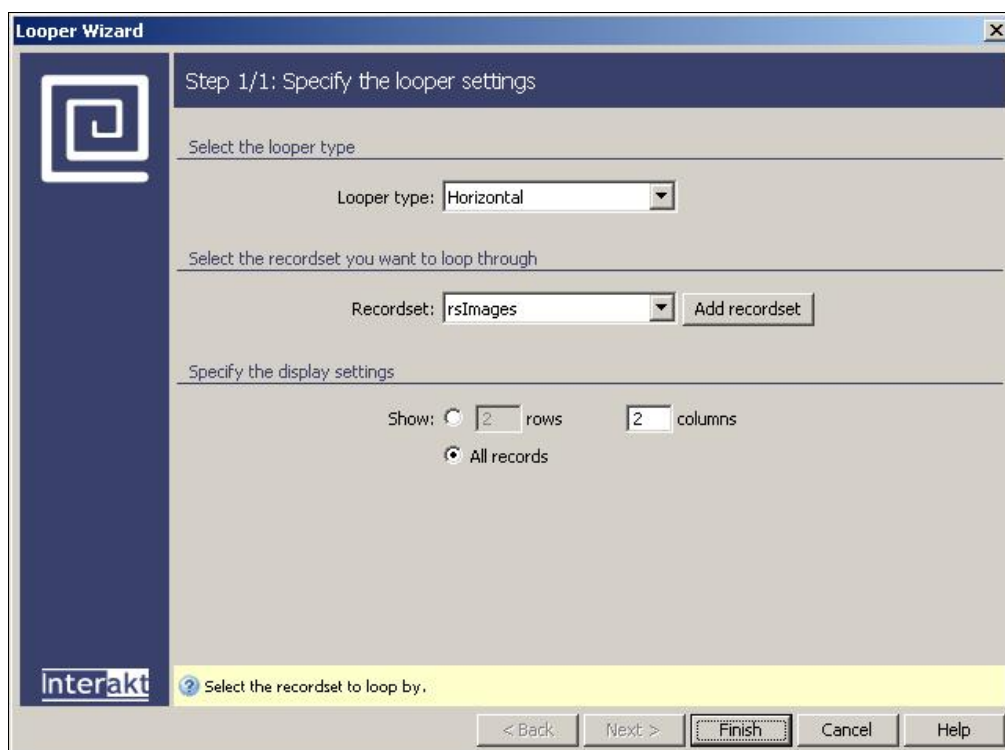 Looper Wizard
Step 1/1: Specify the looper settings
Select the looper type
Looper type: Horizontal
Select the recordset you want to loop through
Recordset: rsImages Add recordset
Specify the display settings
Show: 2 rows 2 columns
All records
Interakt
Select the recordset to loop by.
< Back Next > Finish Cancel Help